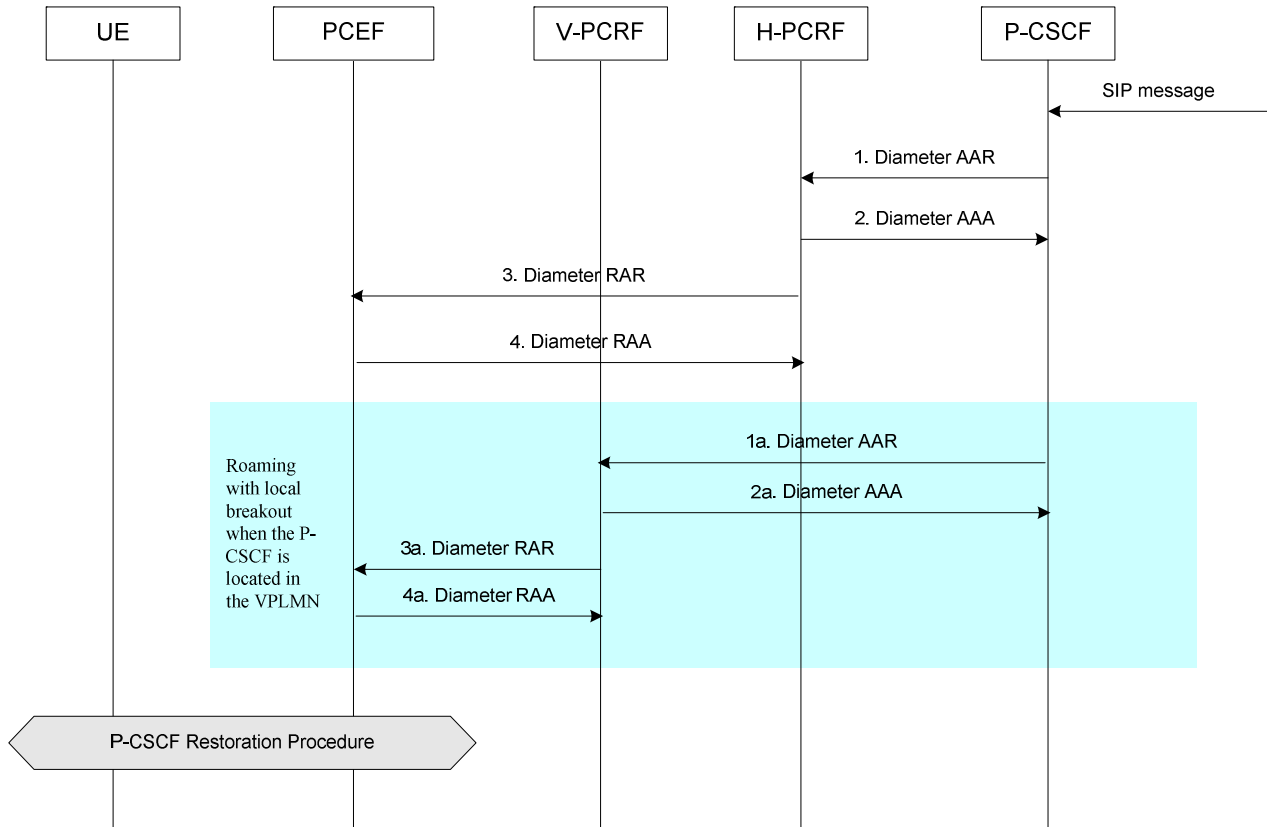 UE
PCEF
V-PCRF
H-PCRF
P-CSCF
SIP message
1. Diameter AAR
2. Diameter AAA
3. Diameter RAR
4. Diameter RAA
1a. Diameter AAR
2a. Diameter AAA
3a. Diameter RAR
4a. Diameter RAA
Roaming
with local
breakout
when the P-
CSCF is
located in
the VPLMN
P-CSCF Restoration Procedure